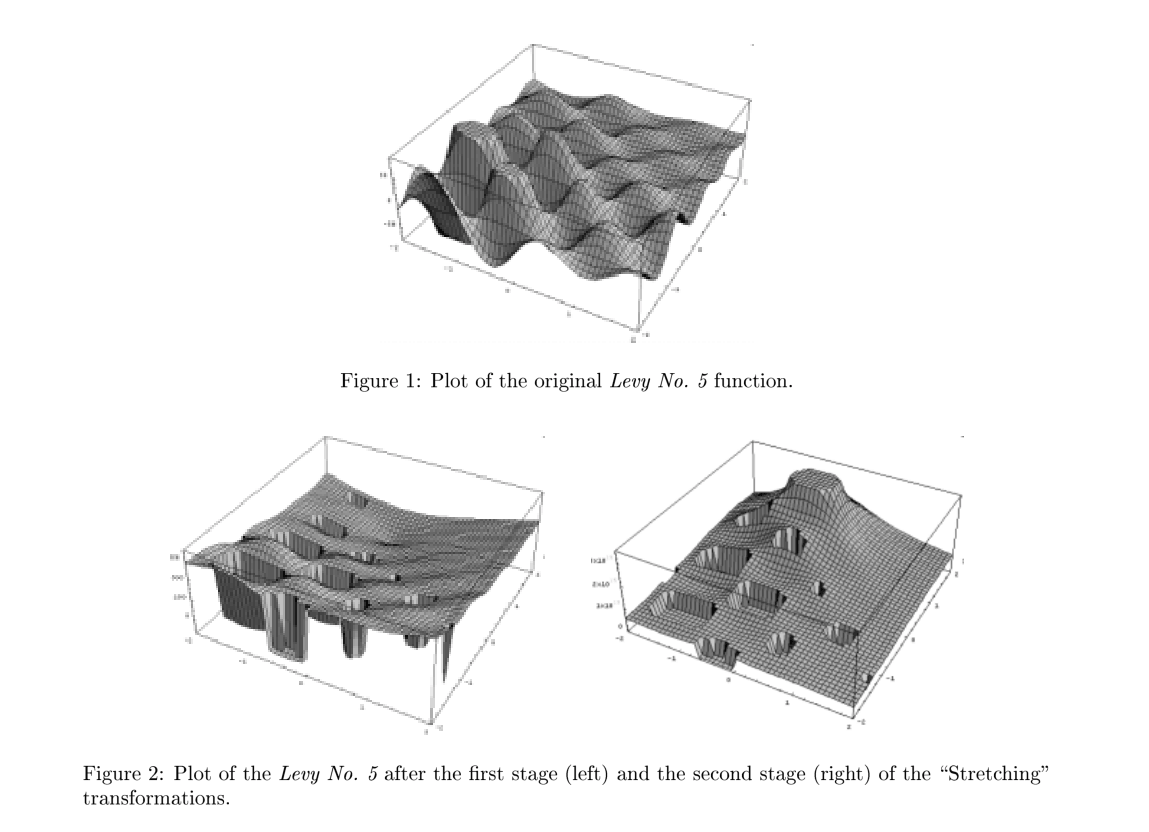 Figure 1: Plot of the original Levy No. 5 function.
Figure 2: Plot of the Levy No. 5 after the first stage (left) and the second stage (right) of the “Stretching”
transformations.